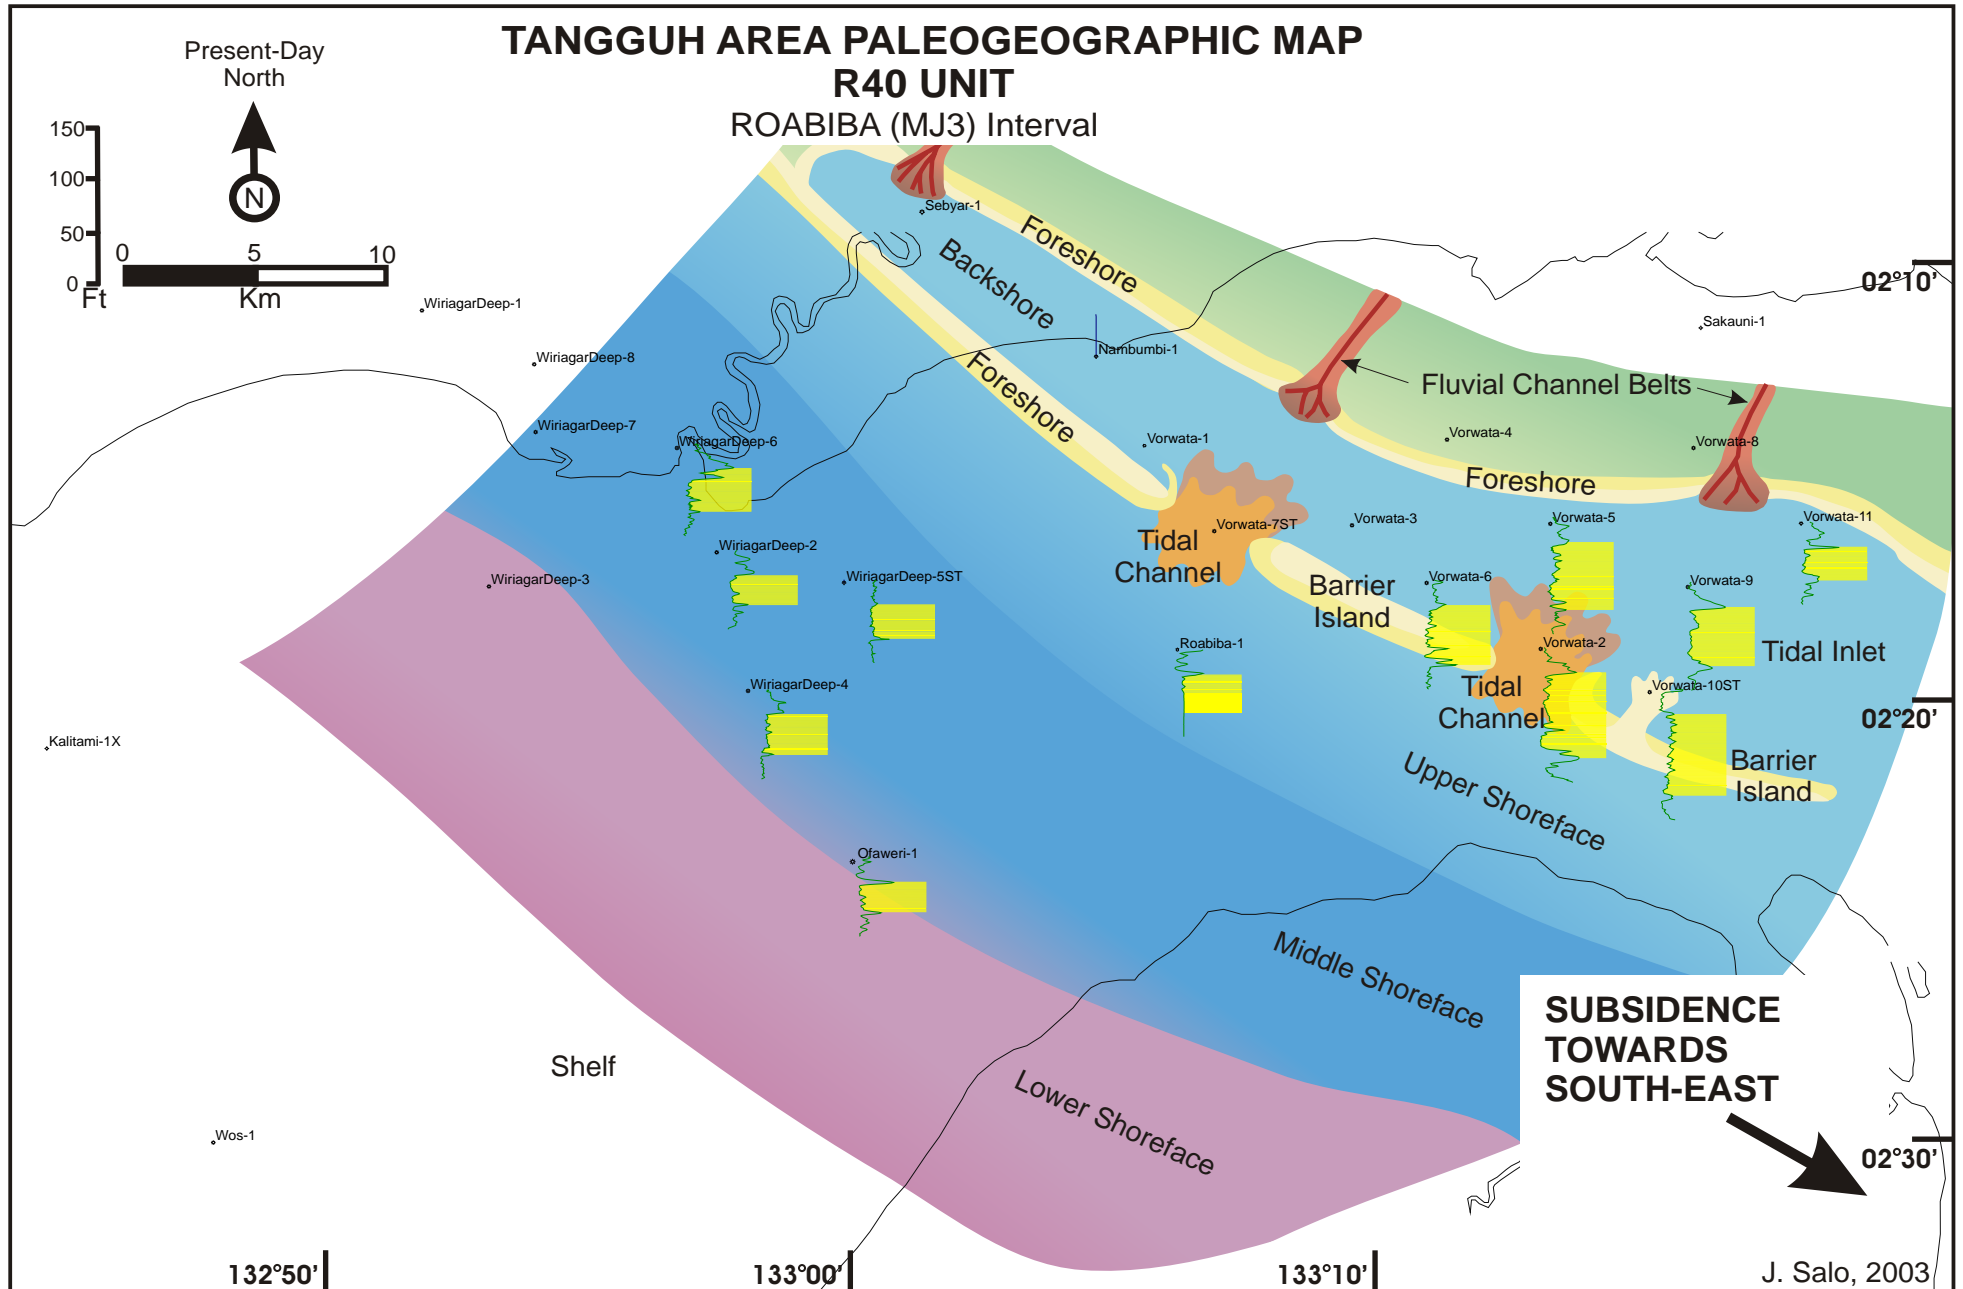 TANGGUH AREA PALEOGEOGRAPHIC MAP
R40 UNIT
ROABIBA (MJ3) Interval
Present-Day
North
N
150
100
50
0
Ft
0 5 10
Km
Sebyar-1
Foreshore
Backshore
Foreshore
WiriagarDeep-1
WiriagarDeep-8
WiriagarDeep-7
WiriagarDeep-6
Nambumbi-1
Sakauni-1
02°10’
Fluvial Channel Belts
Vorwata-1
Vorwata-4
Vorwata-8
Foreshore
Vorwata-7ST
Vorwata-3
Vorwata-5
Vorwata-11
Tidal
Channel
WiriagarDeep-2
WiriagarDeep-3
WiriagarDeep-5ST
Barrier
Island
Vorwata-6
Vorwata-9
Roabiba-1
Vorwata-2
Tidal Inlet
WiriagarDeep-4
Tidal
Channel
Vorwata-10ST
02°20’
Kalitami-1X
Barrier
Island
Upper Shoreface
Ofaweri-1
Middle Shoreface
SUBSIDENCE
TOWARDS
SOUTH-EAST
Shelf
Lower Shoreface
Wos-1
02°30’
132°50’
133°00’
133°10’
J. Salo, 2003